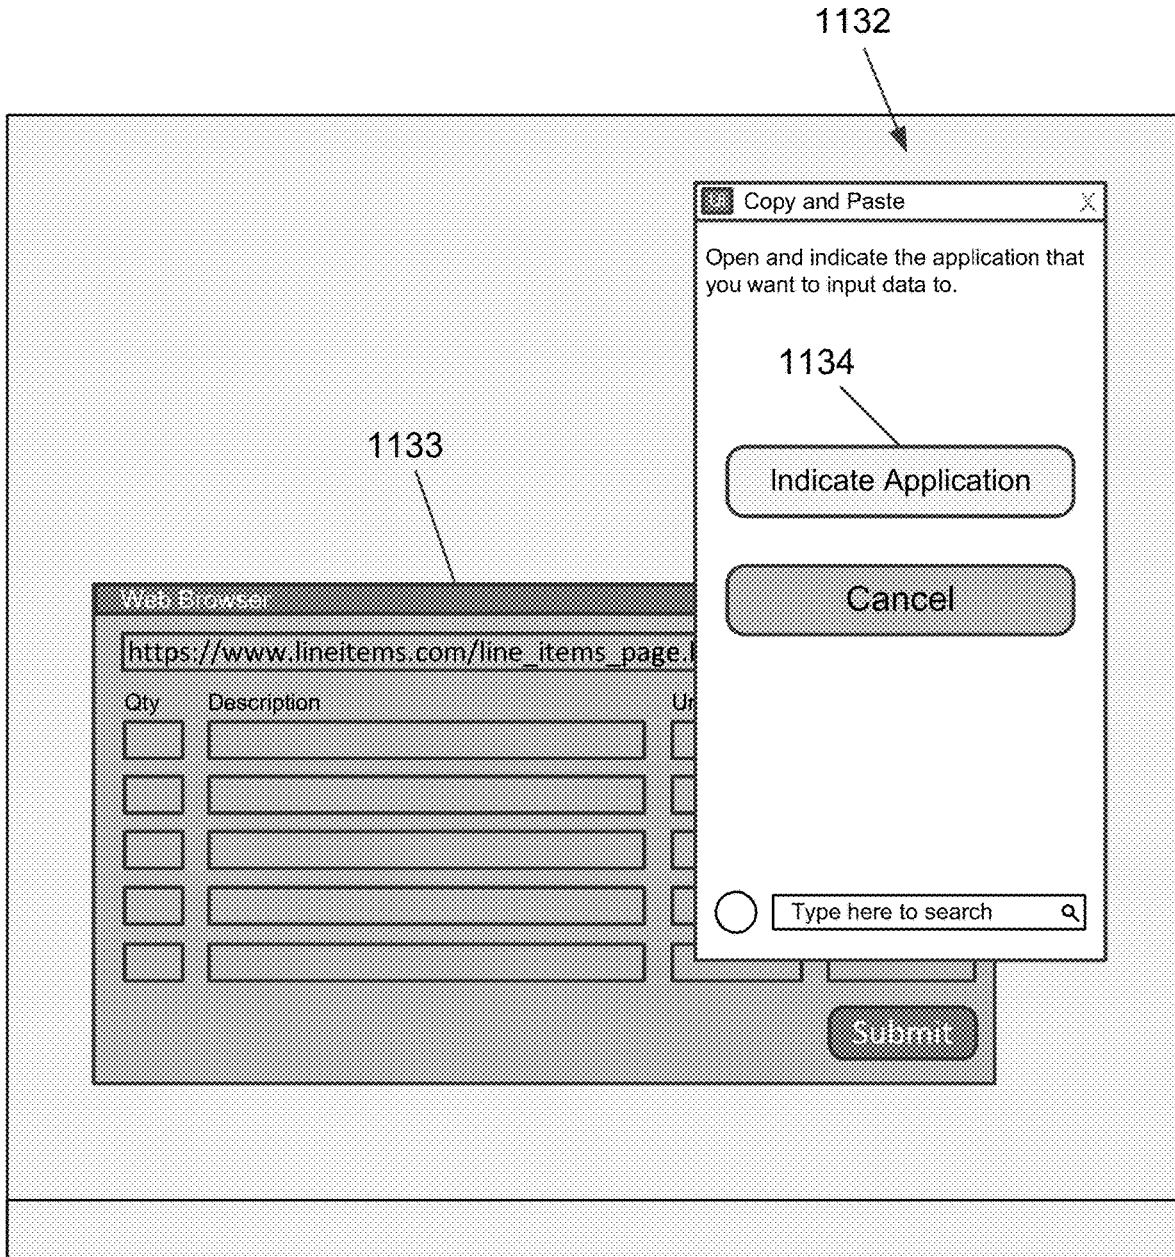 1132
Copy and Paste
X
Open and indicate the application that
you want to input data to.
1134
Indicate Application
Cancel
1133
Web Browser
https://www.lineitems.com/line_items_page.
Qty Description
Type here to search
Submit